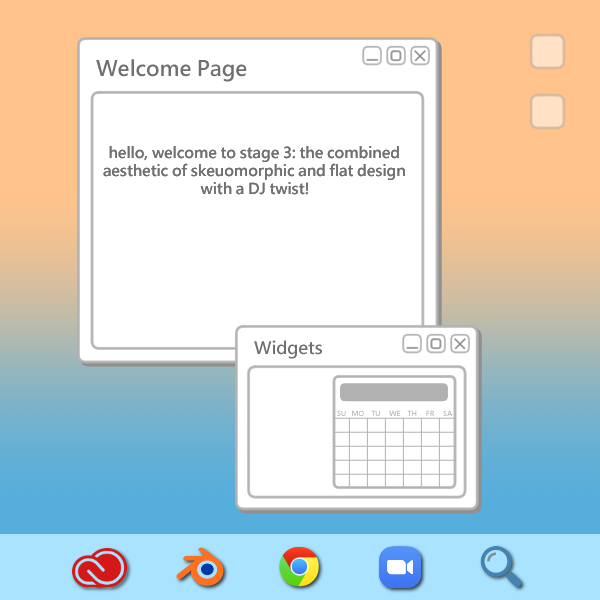 Welcome Page
hello, welcome to stage 3: the combined
aesthetic of skeuomorphic and flat design
with a DJ twist!
Widgets
SU MO TU WE TH FR SA